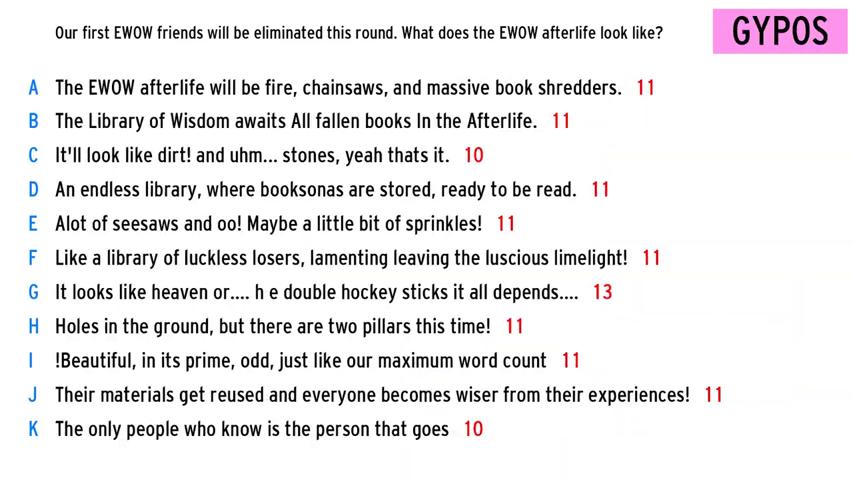 Our first EWOW friends will be eliminated this round. What does the EWOW afterlife look like?
GYPOS
A The EWOW afterlife will be fire, chainsaws, and massive book shredders. 11
B The Library of Wisdom awaits All fallen books In the Afterlife. 11
C It'll look like dirt! and uhm... stones, yeah thats it. 10
D An endless library, where booksonas are stored, ready to be read. 11
E Alot of seesaws and oo! Maybe a little bit of sprinkles! 11
F Like a library of luckless losers, lamenting leaving the luscious limelight! 11
G It looks like heaven or.... h e double hockey sticks it all depends.... 13
H Holes in the ground, but there are two pillars this time! 11
I !Beautiful, in its prime, odd, just like our maximum word count 11
J Their materials get reused and everyone becomes wiser from their experiences! 11
K The only people who know is the person that goes 10